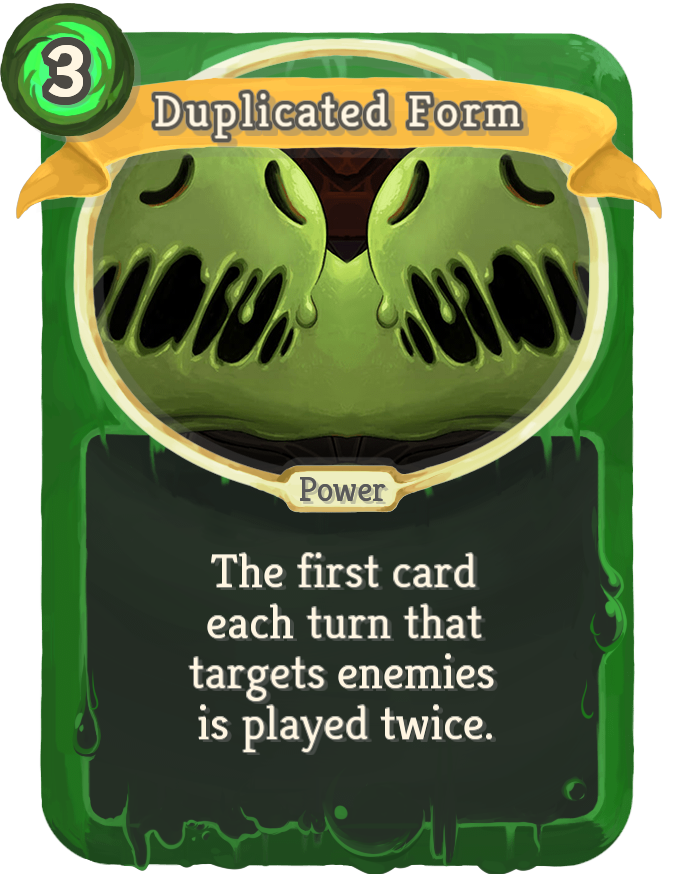 3
Duplicated Form
Power
The first card
each turn that
targets enemies
is played twice.